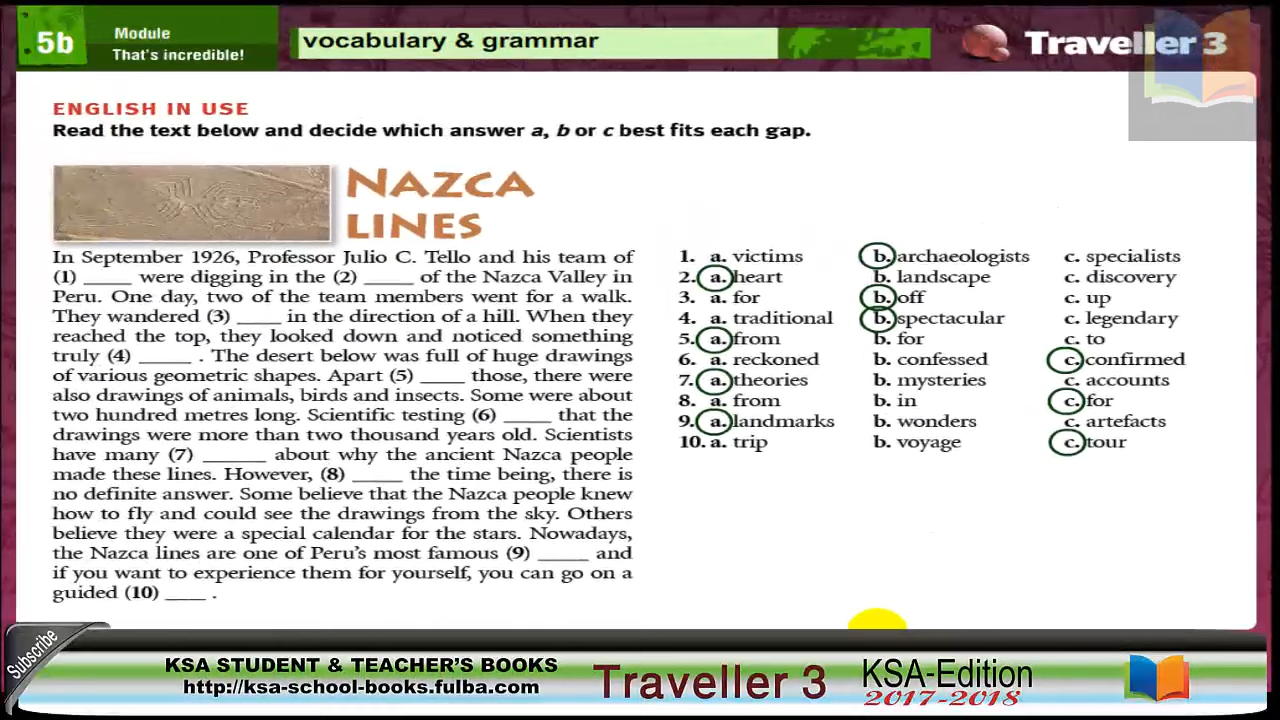 5b
Module
That's incredible!
vocabulary & grammar
Traveller 3
ENGLISH IN USE
Read the text below and decide which answer a, b or c best fits each gap.
NAZCA
LINES
In September 1926, Professor Julio C. Tello and his team of
(1) ____ were digging in the (2) ____ of the Nazca Valley in
Peru. One day, two of the team members went for a walk.
They wandered (3) ____ in the direction of a hill. When they
reached the top, they looked down and noticed something
truly (4) ____ . The desert below was full of huge drawings
of various geometric shapes. Apart (5) ____ those, there were
also drawings of animals, birds and insects. Some were about
two hundred metres long. Scientific testing (6) ____ that the
drawings were more than two thousand years old. Scientists
have many (7) ____ about why the ancient Nazca people
made these lines. However, (8) ____ the time being, there is
no definite answer. Some believe that the Nazca people knew
how to fly and could see the drawings from the sky. Others
believe they were a special calendar for the stars. Nowadays,
the Nazca lines are one of Peru's most famous (9) ____ and
if you want to experience them for yourself, you can go on a
guided (10) ____ .
1. a. victims b. archaeologists c. specialists
2. a. heart b. landscape c. discovery
3. a. for b. off c. up
4. a. traditional b. spectacular c. legendary
5. a. from b. for c. to
6. a. reckoned b. confessed c. confirmed
7. a. theories b. mysteries c. accounts
8. a. from b. in c. for
9. a. landmarks b. wonders c. artefacts
10. a. trip b. voyage c. tour
Subscribe
KSA STUDENT & TEACHER'S BOOKS
http://ksa-school-books.fulba.com
Traveller 3
KSA-Edition
2017-2018